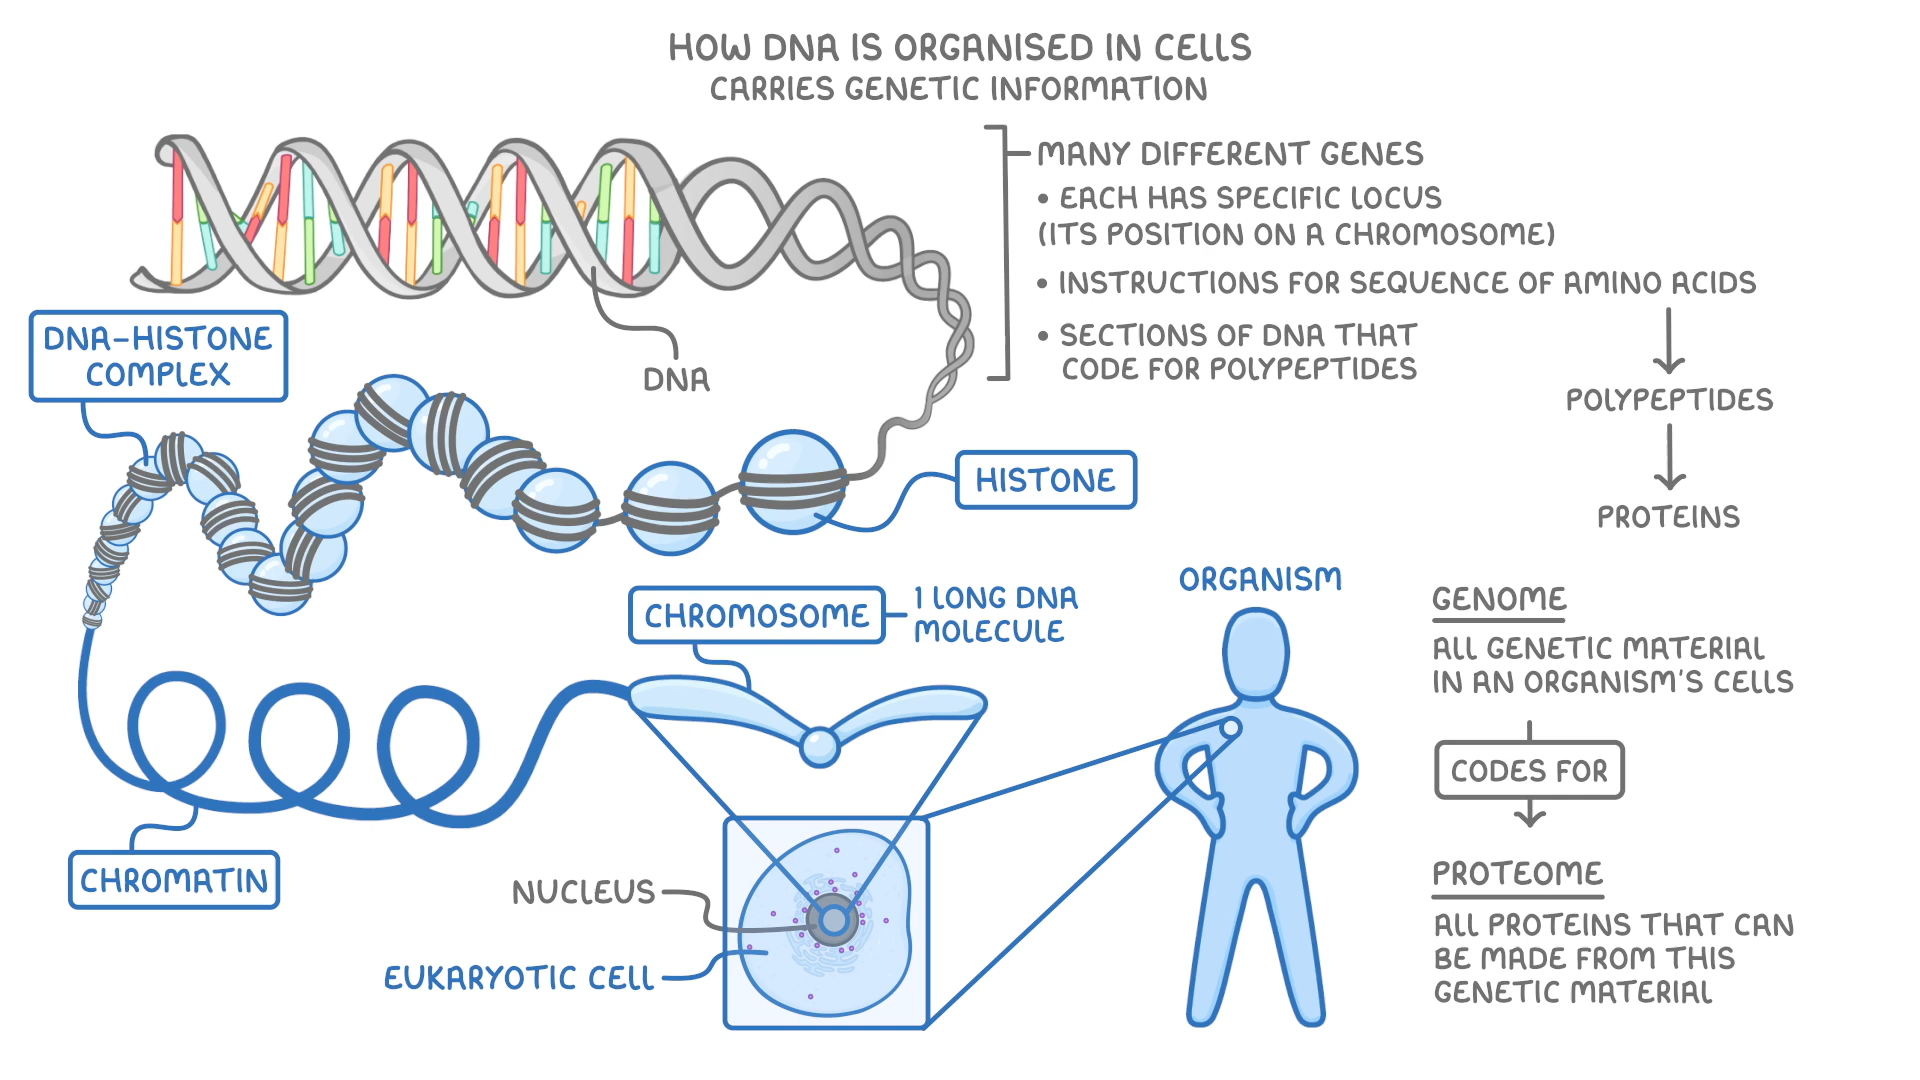 HOW DNA IS ORGANISED IN CELLS
CARRIES GENETIC INFORMATION
MANY DIFFERENT GENES
• EACH HAS SPECIFIC LOCUS
(ITS POSITION ON A CHROMOSOME)
• INSTRUCTIONS FOR SEQUENCE OF AMINO ACIDS
• SECTIONS OF DNA THAT
CODE FOR POLYPEPTIDES
POLYPEPTIDES
PROTEINS
DNA-HISTONE
COMPLEX
DNA
HISTONE
CHROMOSOME
1 LONG DNA
MOLECULE
CHROMATIN
NUCLEUS
EUKARYOTIC CELL
ORGANISM
GENOME
ALL GENETIC MATERIAL
IN AN ORGANISM'S CELLS
CODES FOR
PROTEOME
ALL PROTEINS THAT CAN
BE MADE FROM THIS
GENETIC MATERIAL